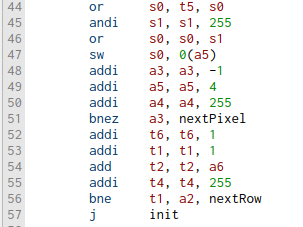 44 or s0, t5, s0
45 andi s1, s1, 255
46 or s0, s0, s1
47 sw s0, 0(a5)
48 addi a3, a3, -1
49 addi a5, a5, 4
50 addi a4, a4, 255
51 bnez a3, nextPixel
52 addi t6, t6, 1
53 addi t1, t1, 1
54 add t2, t2, a6
55 addi t4, t4, 255
56 bne t1, a2, nextRow
57 j init